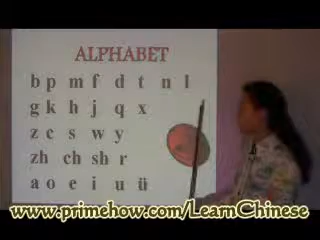 ALPHABET
b p m f d t n l
g k h j q x
z c s w y
zh ch sh r
a o e i u ü
www.primehow.com/LearnChinese